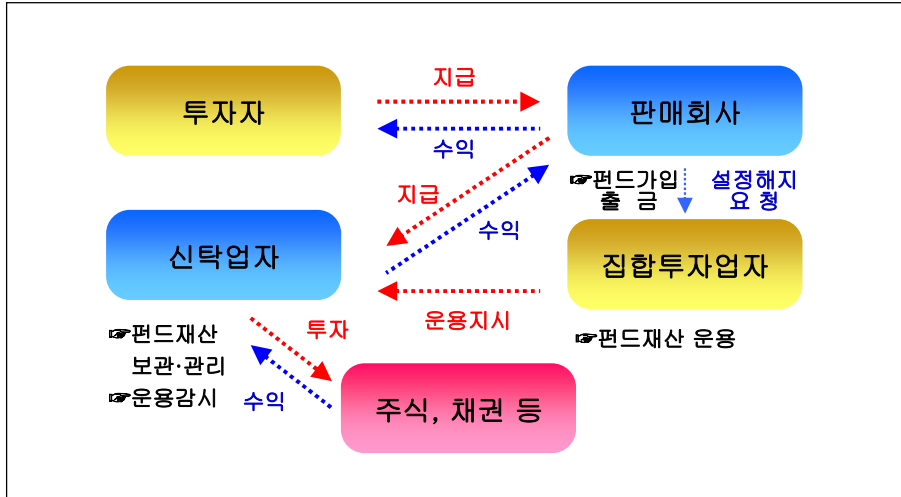 지급
투자자
판매회사
수익
☞펀드가입
출 금
설정해지
요 청
지급
수익
신탁업자
집합투자업자
운용지시
☞펀드재산
보관·관리
☞운용감시
투자
☞펀드재산 운용
수익
주식, 채권 등